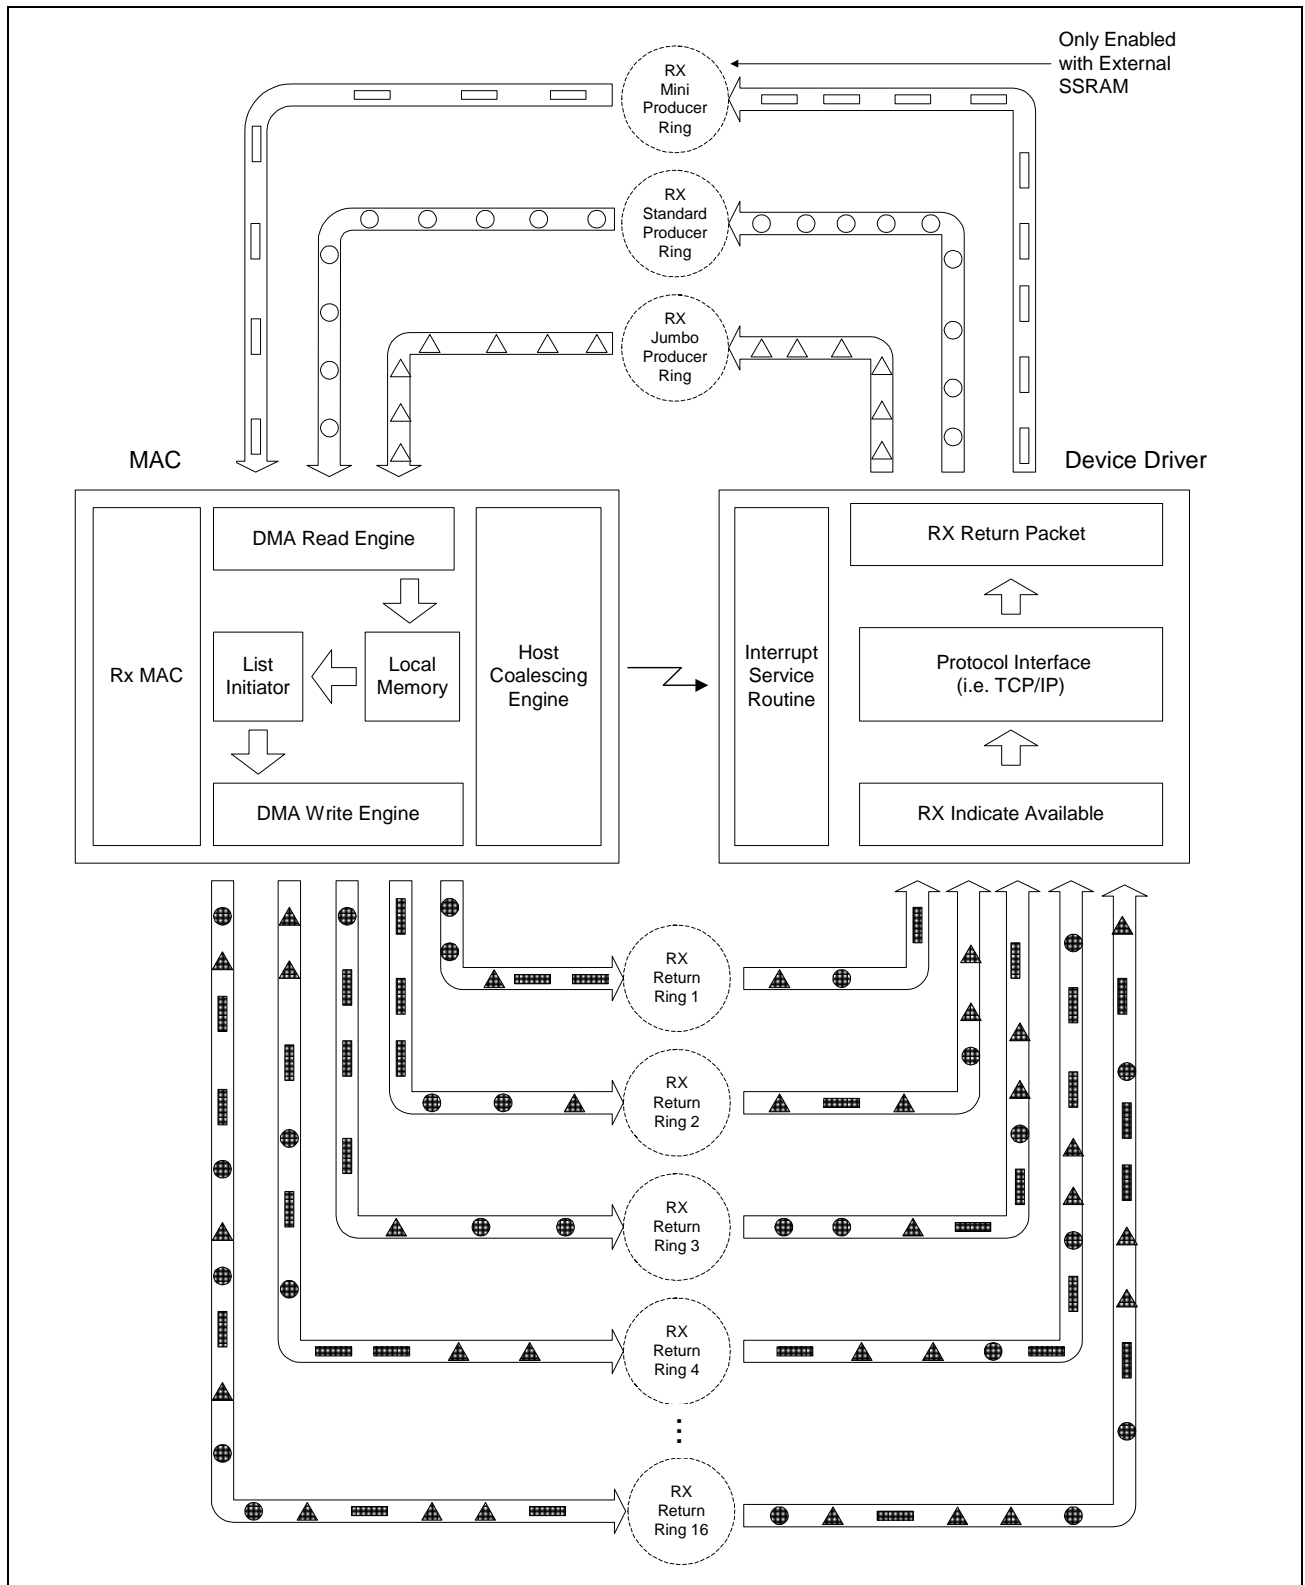 Only Enabled
with External
SSRAM
RX
Mini
Producer
Ring
RX
Standard
Producer
Ring
RX
Jumbo
Producer
Ring
MAC
Device Driver
Rx MAC
DMA Read Engine
List
Initiator
Local
Memory
DMA Write Engine
Host
Coalescing
Engine
Interrupt
Service
Routine
RX Return Packet
Protocol Interface
(i.e. TCP/IP)
RX Indicate Available
RX
Return
Ring 1
RX
Return
Ring 2
RX
Return
Ring 3
RX
Return
Ring 4
...
RX
Return
Ring 16